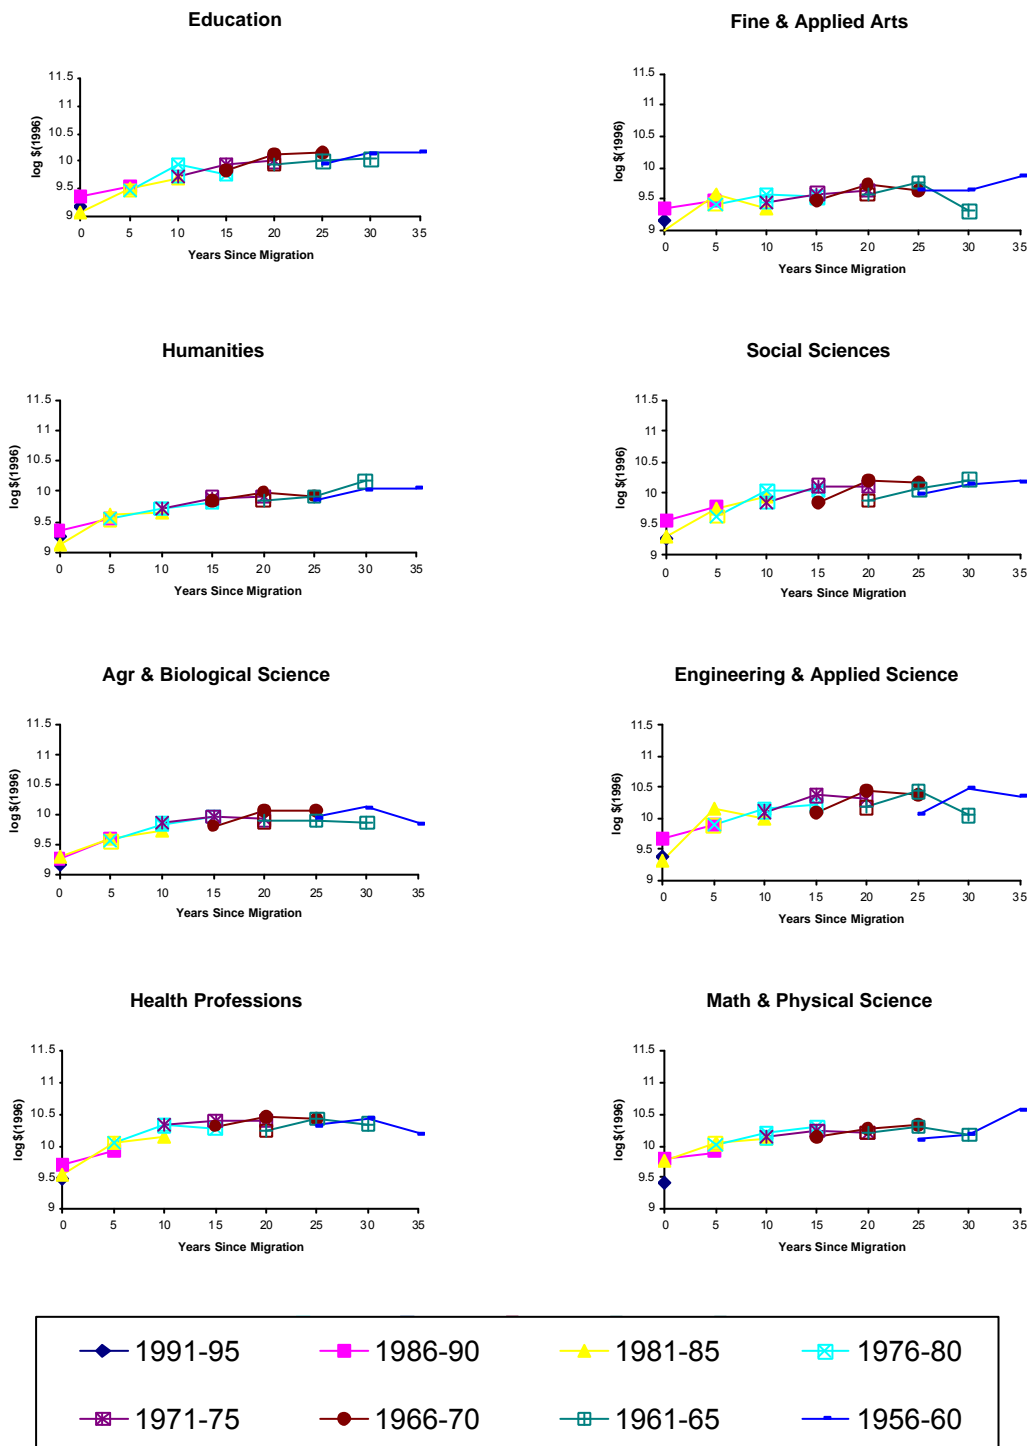 Education
11.5
11
10.5
10
9.5
9
log $(1996)
0 5 10 15 20 25 30 35
Years Since Migration
Fine & Applied Arts
11.5
11
10.5
10
9.5
9
log $(1996)
0 5 10 15 20 25 30 35
Years Since Migration
Humanities
11.5
11
10.5
10
9.5
9
log $(1996)
0 5 10 15 20 25 30 35
Years Since Migration
Social Sciences
11.5
11
10.5
10
9.5
9
log $(1996)
0 5 10 15 20 25 30 35
Years Since Migration
Agr & Biological Science
11.5
11
10.5
10
9.5
9
log $(1996)
0 5 10 15 20 25 30 35
Years Since Migration
Engineering & Applied Science
11.5
11
10.5
10
9.5
9
log $(1996)
0 5 10 15 20 25 30 35
Years Since Migration
Health Professions
11.5
11
10.5
10
9.5
9
log $(1996)
0 5 10 15 20 25 30 35
Years Since Migration
Math & Physical Science
11.5
11
10.5
10
9.5
9
log $(1996)
0 5 10 15 20 25 30 35
Years Since Migration
1991-95 1986-90 1981-85 1976-80
1971-75 1966-70 1961-65 1956-60